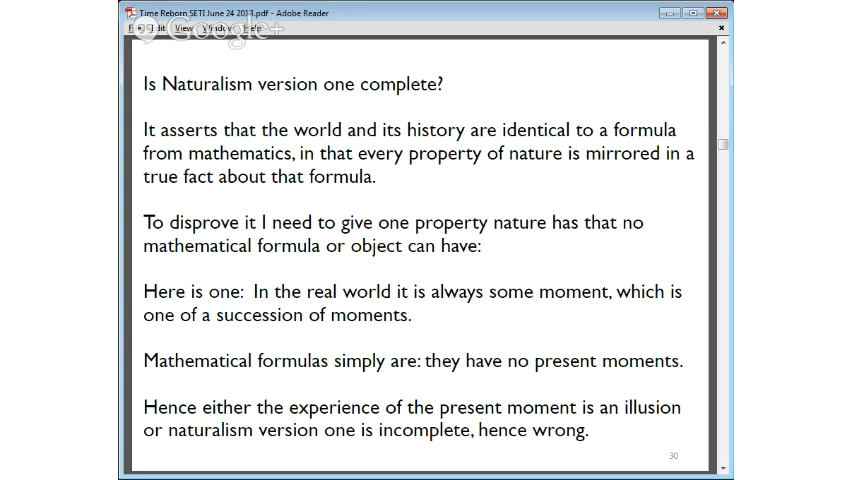 Time Reborn SETI June 24 2013.pdf - Adobe Reader
Edit View Window Help
Google+
Is Naturalism version one complete?
It asserts that the world and its history are identical to a formula
from mathematics, in that every property of nature is mirrored in a
true fact about that formula.
To disprove it I need to give one property nature has that no
mathematical formula or object can have:
Here is one: In the real world it is always some moment, which is
one of a succession of moments.
Mathematical formulas simply are: they have no present moments.
Hence either the experience of the present moment is an illusion
or naturalism version one is incomplete, hence wrong.
30